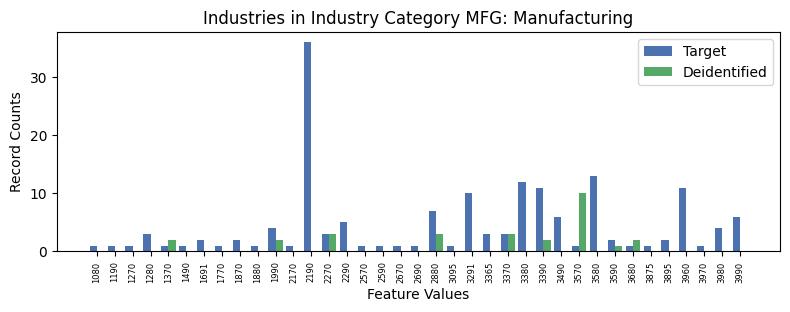 Industries in Industry Category MFG: Manufacturing
Target
Deidentified
Record Counts
30
20
10
0
1080 1190 1270 1280 1370 1490 1691 1770 1870 1880 1990 2170 2190 2270 2290 2570 2590 2670 2690 2880 3095 3291 3365 3370 3380 3390 3490 3570 3580 3590 3680 3875 3895 3960 3970 3980 3990
Feature Values